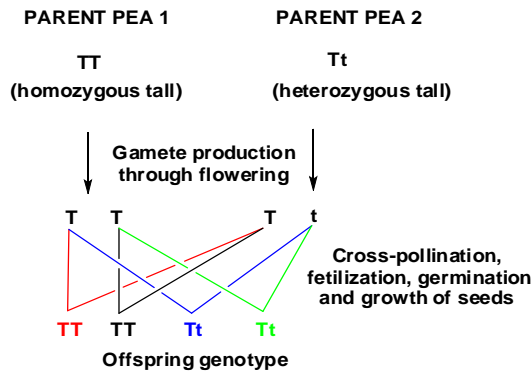 PARENT PEA 1 PARENT PEA 2
TT Tt
(homozygous tall) (heterozygous tall)
Gamete production
through flowering
T T T t
Cross-pollination,
fetilization, germination
and growth of seeds
TT TT Tt Tt
Offspring genotype